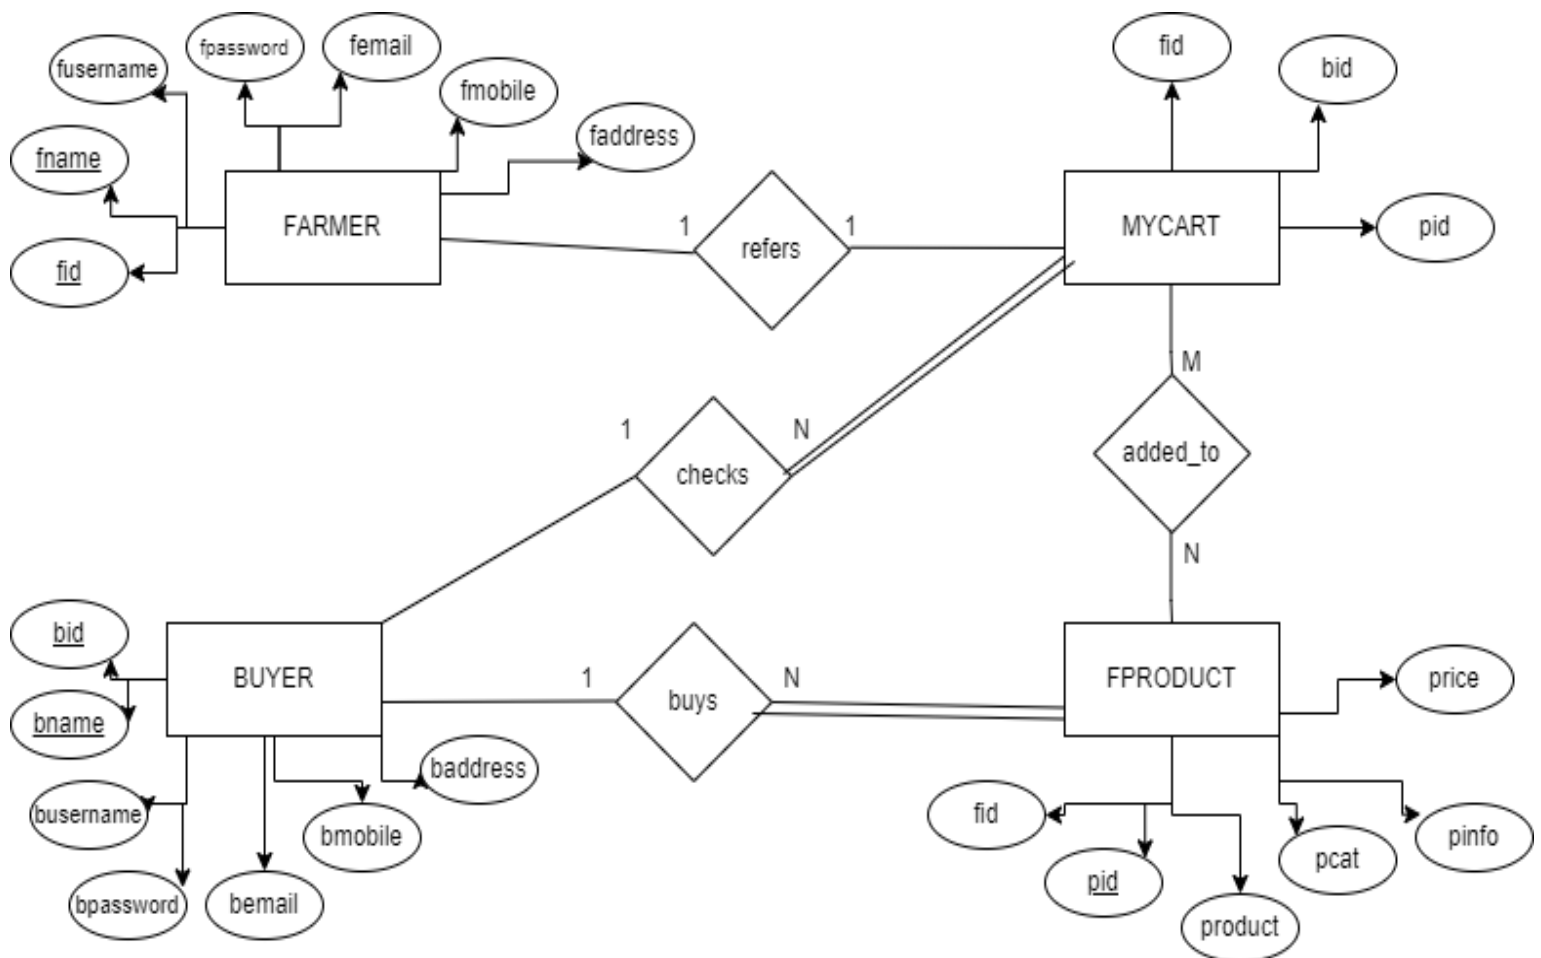 fid
fpassword
femail
bid
fusername
fmobile
faddress
fname
FARMER
1
refers
1
MYCART
pid
fid
M
1
N
added_to
checks
N
bid
BUYER
1
N
FPRODUCT
price
buys
bname
baddress
busername
fid
bmobile
pinfo
pcat
pid
bpassword
bemail
product